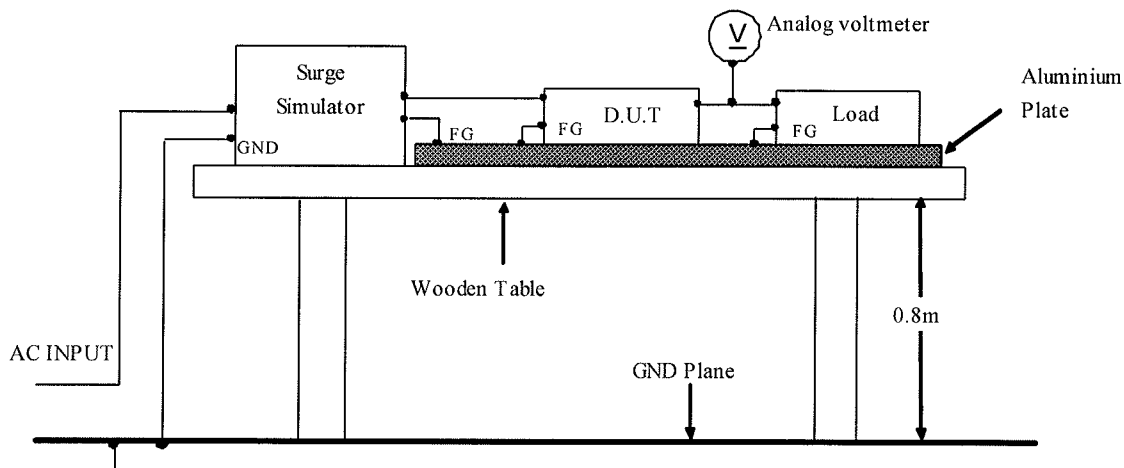 Analog voltmeter
V
Surge
Simulator
GND
FG
FG
D.U.T
Load
FG
Aluminium
Plate
Wooden Table
0.8m
AC INPUT
GND Plane